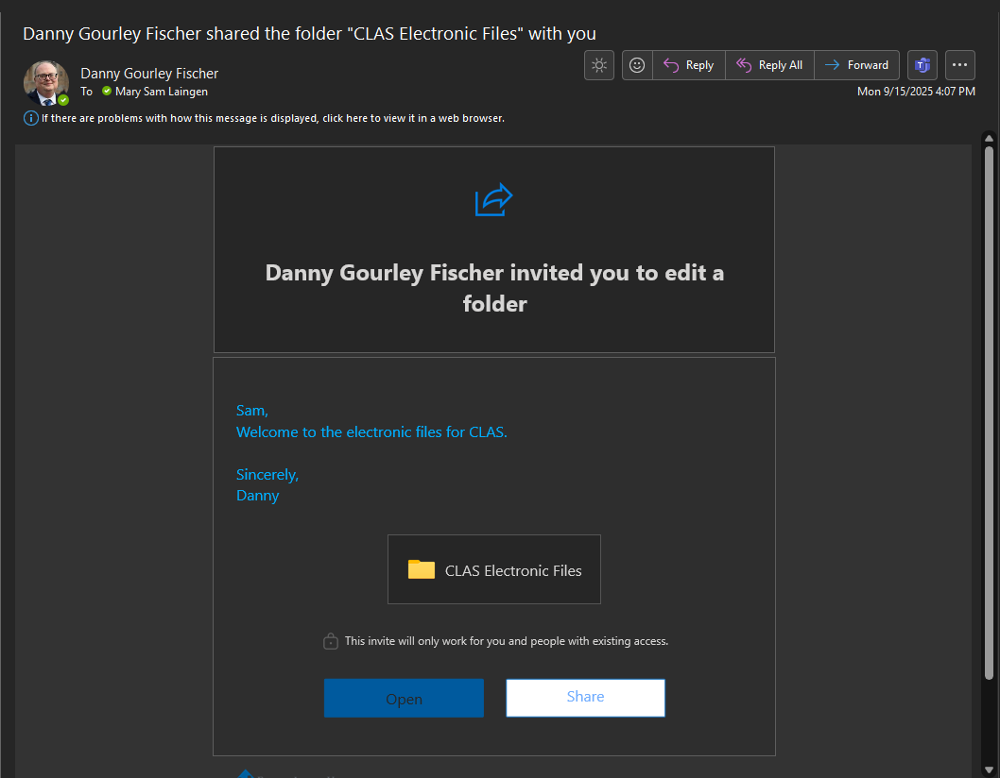 Danny Gourley Fischer shared the folder "CLAS Electronic Files" with you
Danny Gourley Fischer
To Mary Sam Laingen
Reply
Reply All
Forward
Mon 9/15/2025 4:07 PM
If there are problems with how this message is displayed, click here to view it in a web browser.
Danny Gourley Fischer invited you to edit a
folder
Sam,
Welcome to the electronic files for CLAS.
Sincerely,
Danny
CLAS Electronic Files
This invite will only work for you and people with existing access.
Open
Share